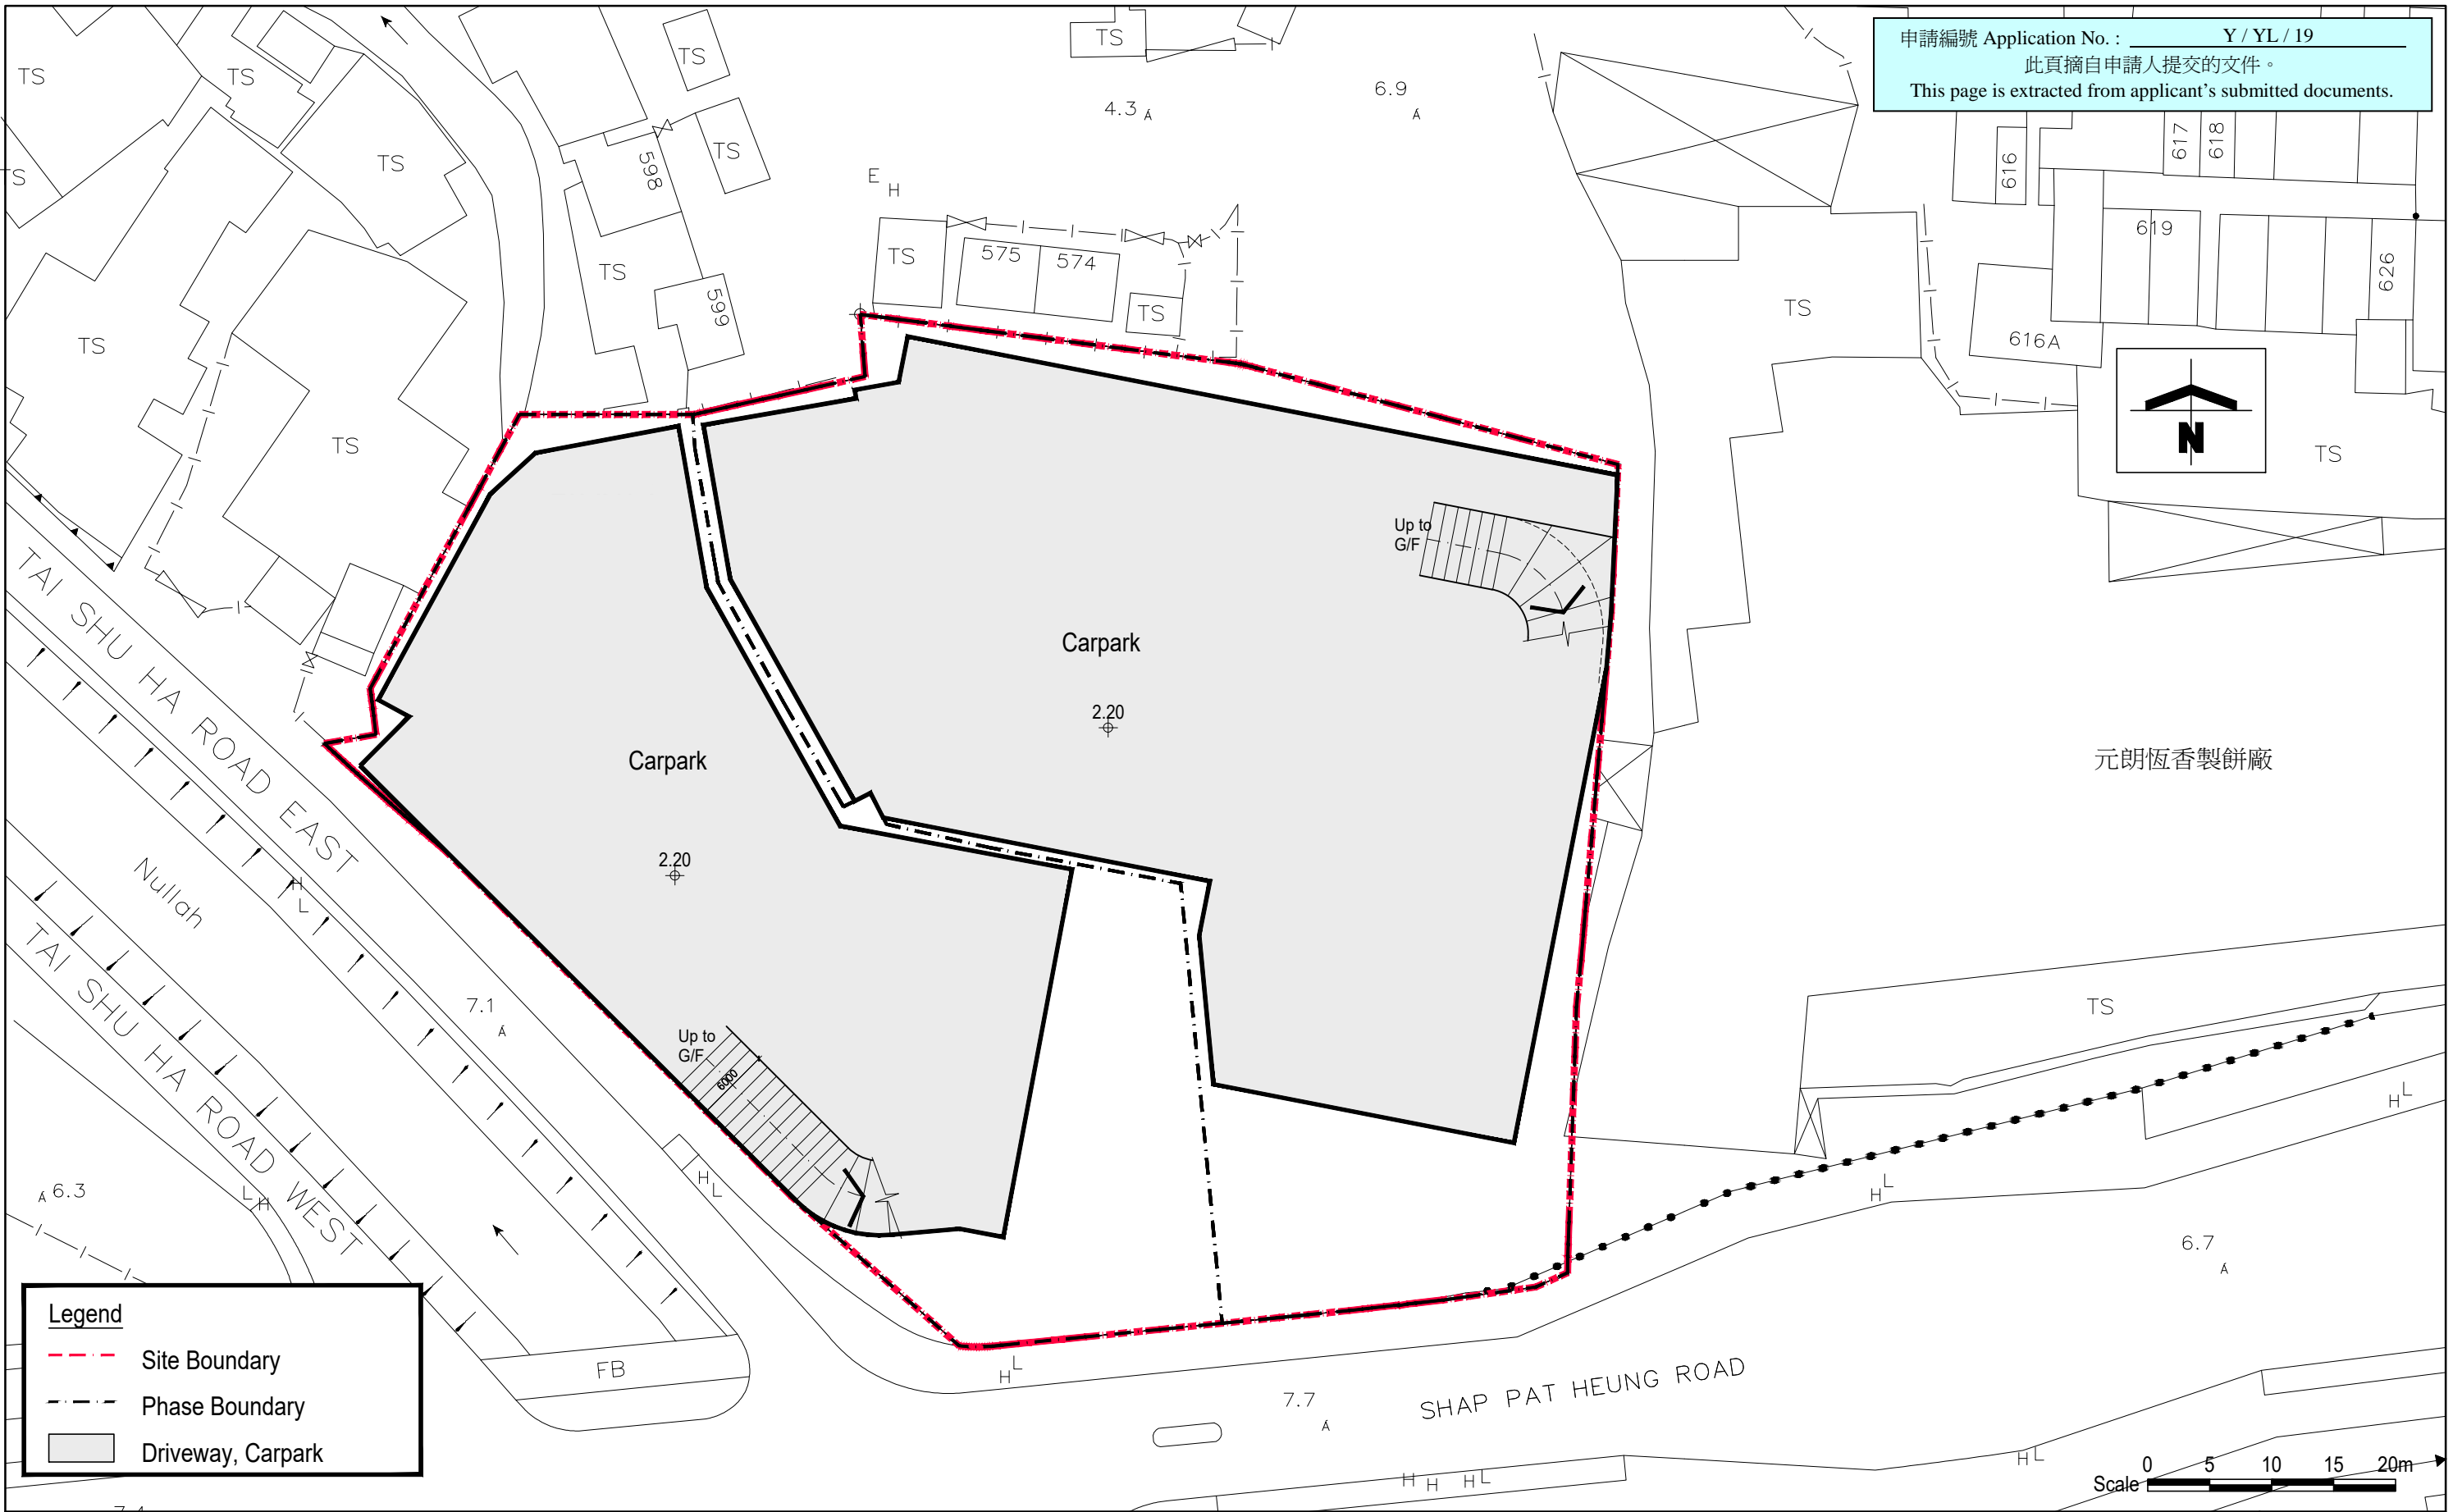 申請編號 Application No. : Y / YL / 19
此頁摘自申請人提交的文件。
This page is extracted from applicant's submitted documents.
TS
TS
TS
TS
TS
TS
TS
TS
TS
TS
598
599
4.3
6.9
E
H
TS
575
574
TS
616
617
618
619
626
616A
TS
TS
N
Up to
G/F
Carpark
2.20
Carpark
2.20
元朗恆香製餅廠
TAI SHU HA ROAD EAST
Nullah
H
L
TAI SHU HA ROAD WEST
7.1
Up to
G/F
6000
TS
H L
6.3
L H
H L
H L
6.7
FB
H L
7.7
SHAP PAT HEUNG ROAD
H H H L
H L
Legend
Site Boundary
Phase Boundary
Driveway, Carpark
Scale 0 5 10 15 20m